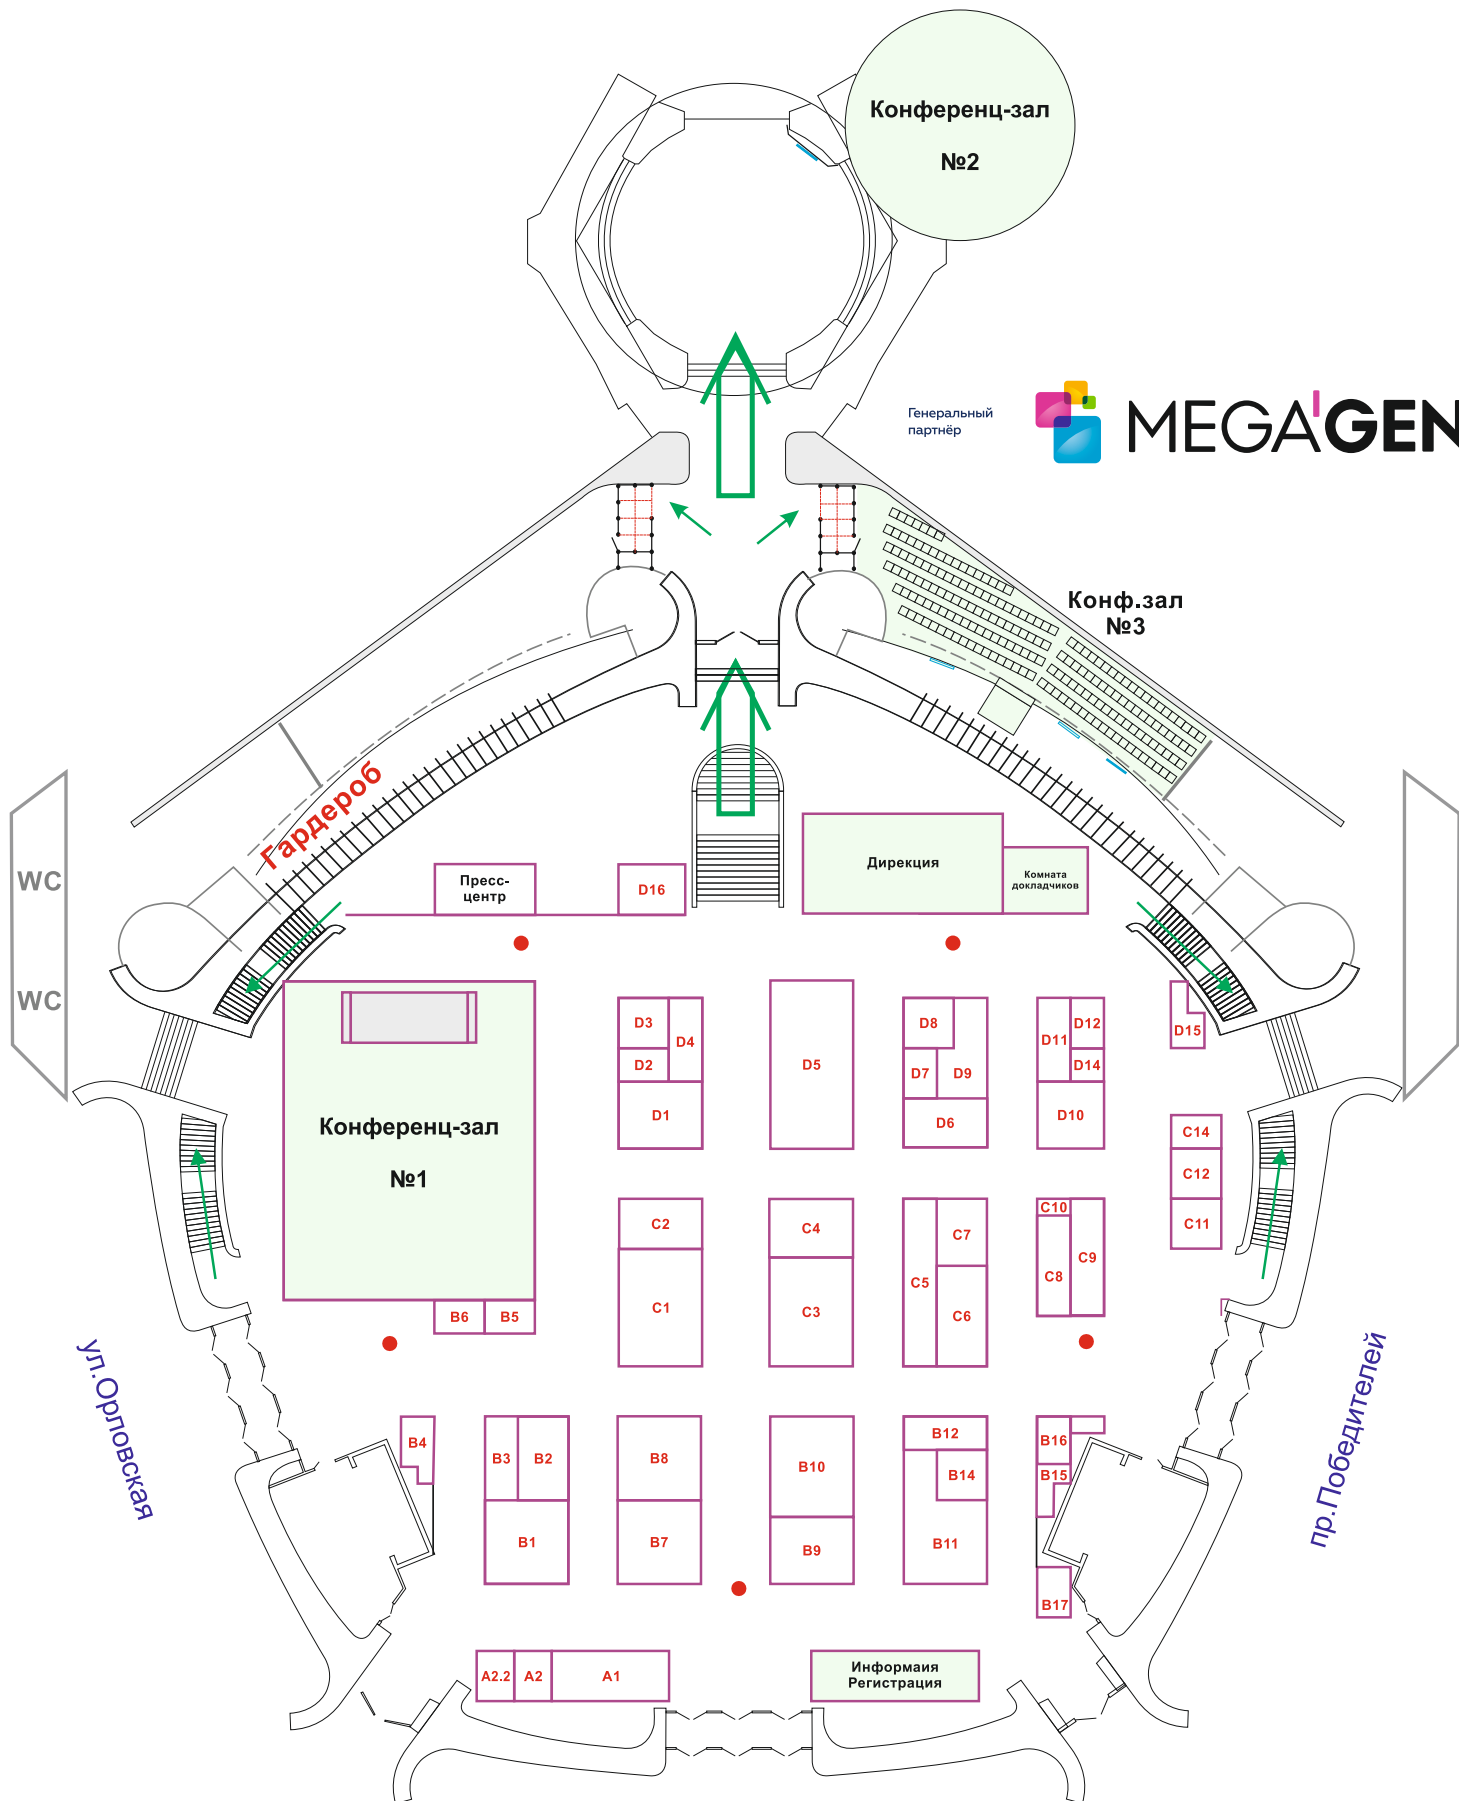 Конференц-зал
№2
Генеральный
партнёр
MEGA'GEN
Конф.зал
№3
Гардероб
WC
WC
Пресс-
центр
D16
Дирекция
Комната
докладчиков
D3
D4
D2
D1
D5
D8
D7
D9
D6
D11
D12
D14
D10
D15
Конференц-зал
№1
C14
C12
C11
C2
C1
C4
C3
C5
C7
C6
C10
C8
C9
B6
B5
ул.Орловская
пр.Победителей
B4
B3
B2
B1
B8
B7
B10
B9
B12
B14
B11
B16
B15
B17
A2.2
A2
A1
Информаия
Регистрация